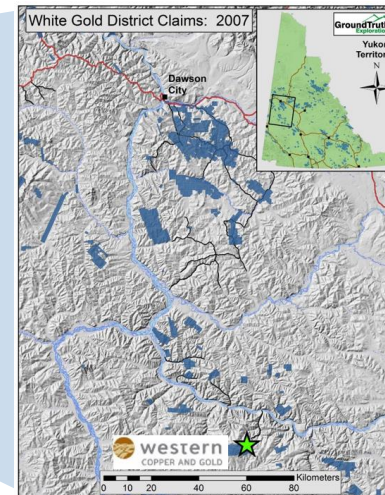 White Gold District Claims: 2007
GroundTruth
Exploration
Yukon
Territory
N
Dawson
City
western
COPPER AND GOLD
Kilometers
0 10 20 40 60 80